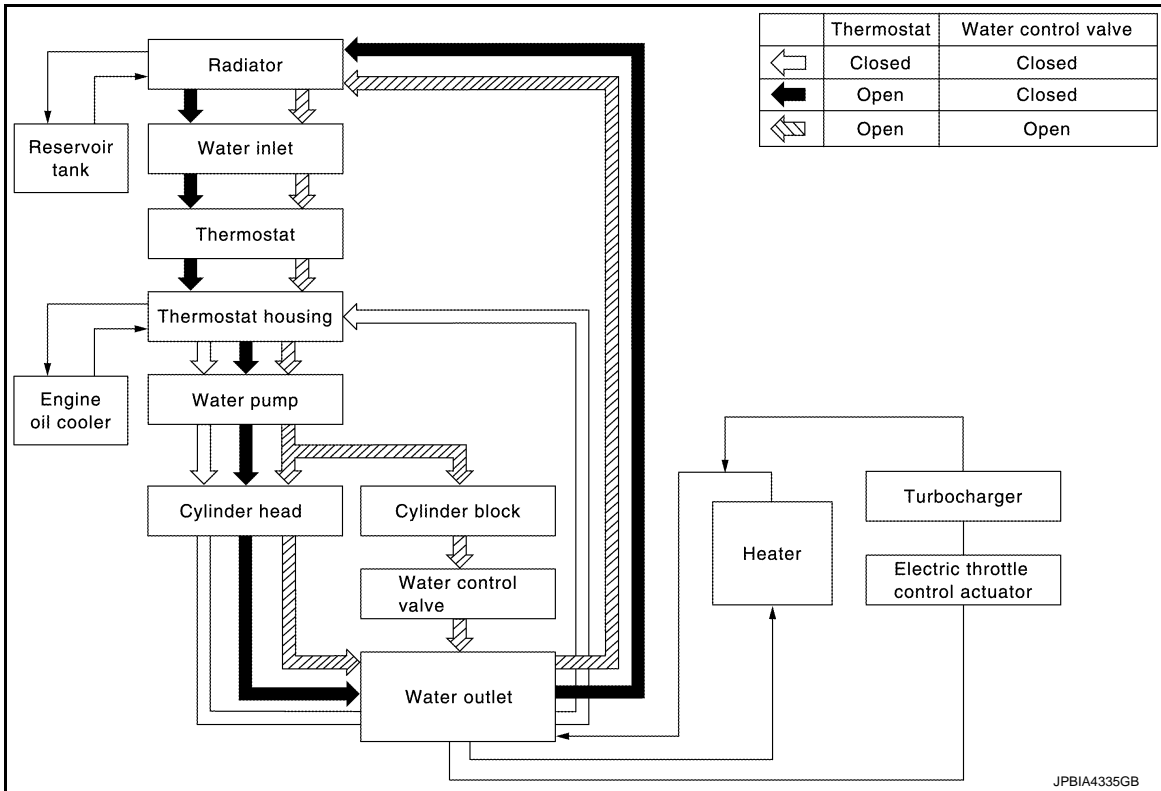 Thermostat Water control valve
Closed Closed
Open Closed
Open Open
Radiator
Reservoir
tank
Water inlet
Thermostat
Thermostat housing
Engine
oil cooler
Water pump
Cylinder head
Cylinder block
Water control
valve
Water outlet
Heater
Turbocharger
Electric throttle
control actuator
JPBIA4335GB